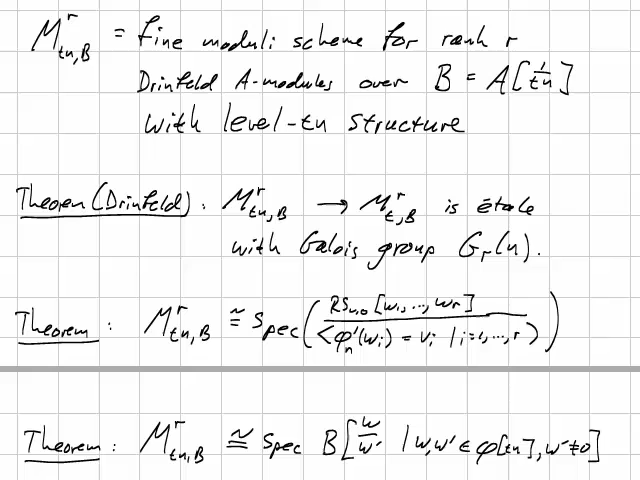 M^r_{tn,B} = fine moduli scheme for rank r
Drinfeld A-modules over B = A[1/tn]
with level-tn structure
Theorem (Drinfeld): M^r_{tn,B} → M^r_{t,B} is étale
with Galois group G_r(n).
Theorem: M^r_{tn,B} ≅ Spec(RS_{n,0}[w_1,...,w_r] / <φ'_n(w_i) = v_i | i=1,...,r>)
Theorem: M^r_{tn,B} ≅ Spec B[w/w' | w,w' ∈ φ[tn], w' ≠ 0]